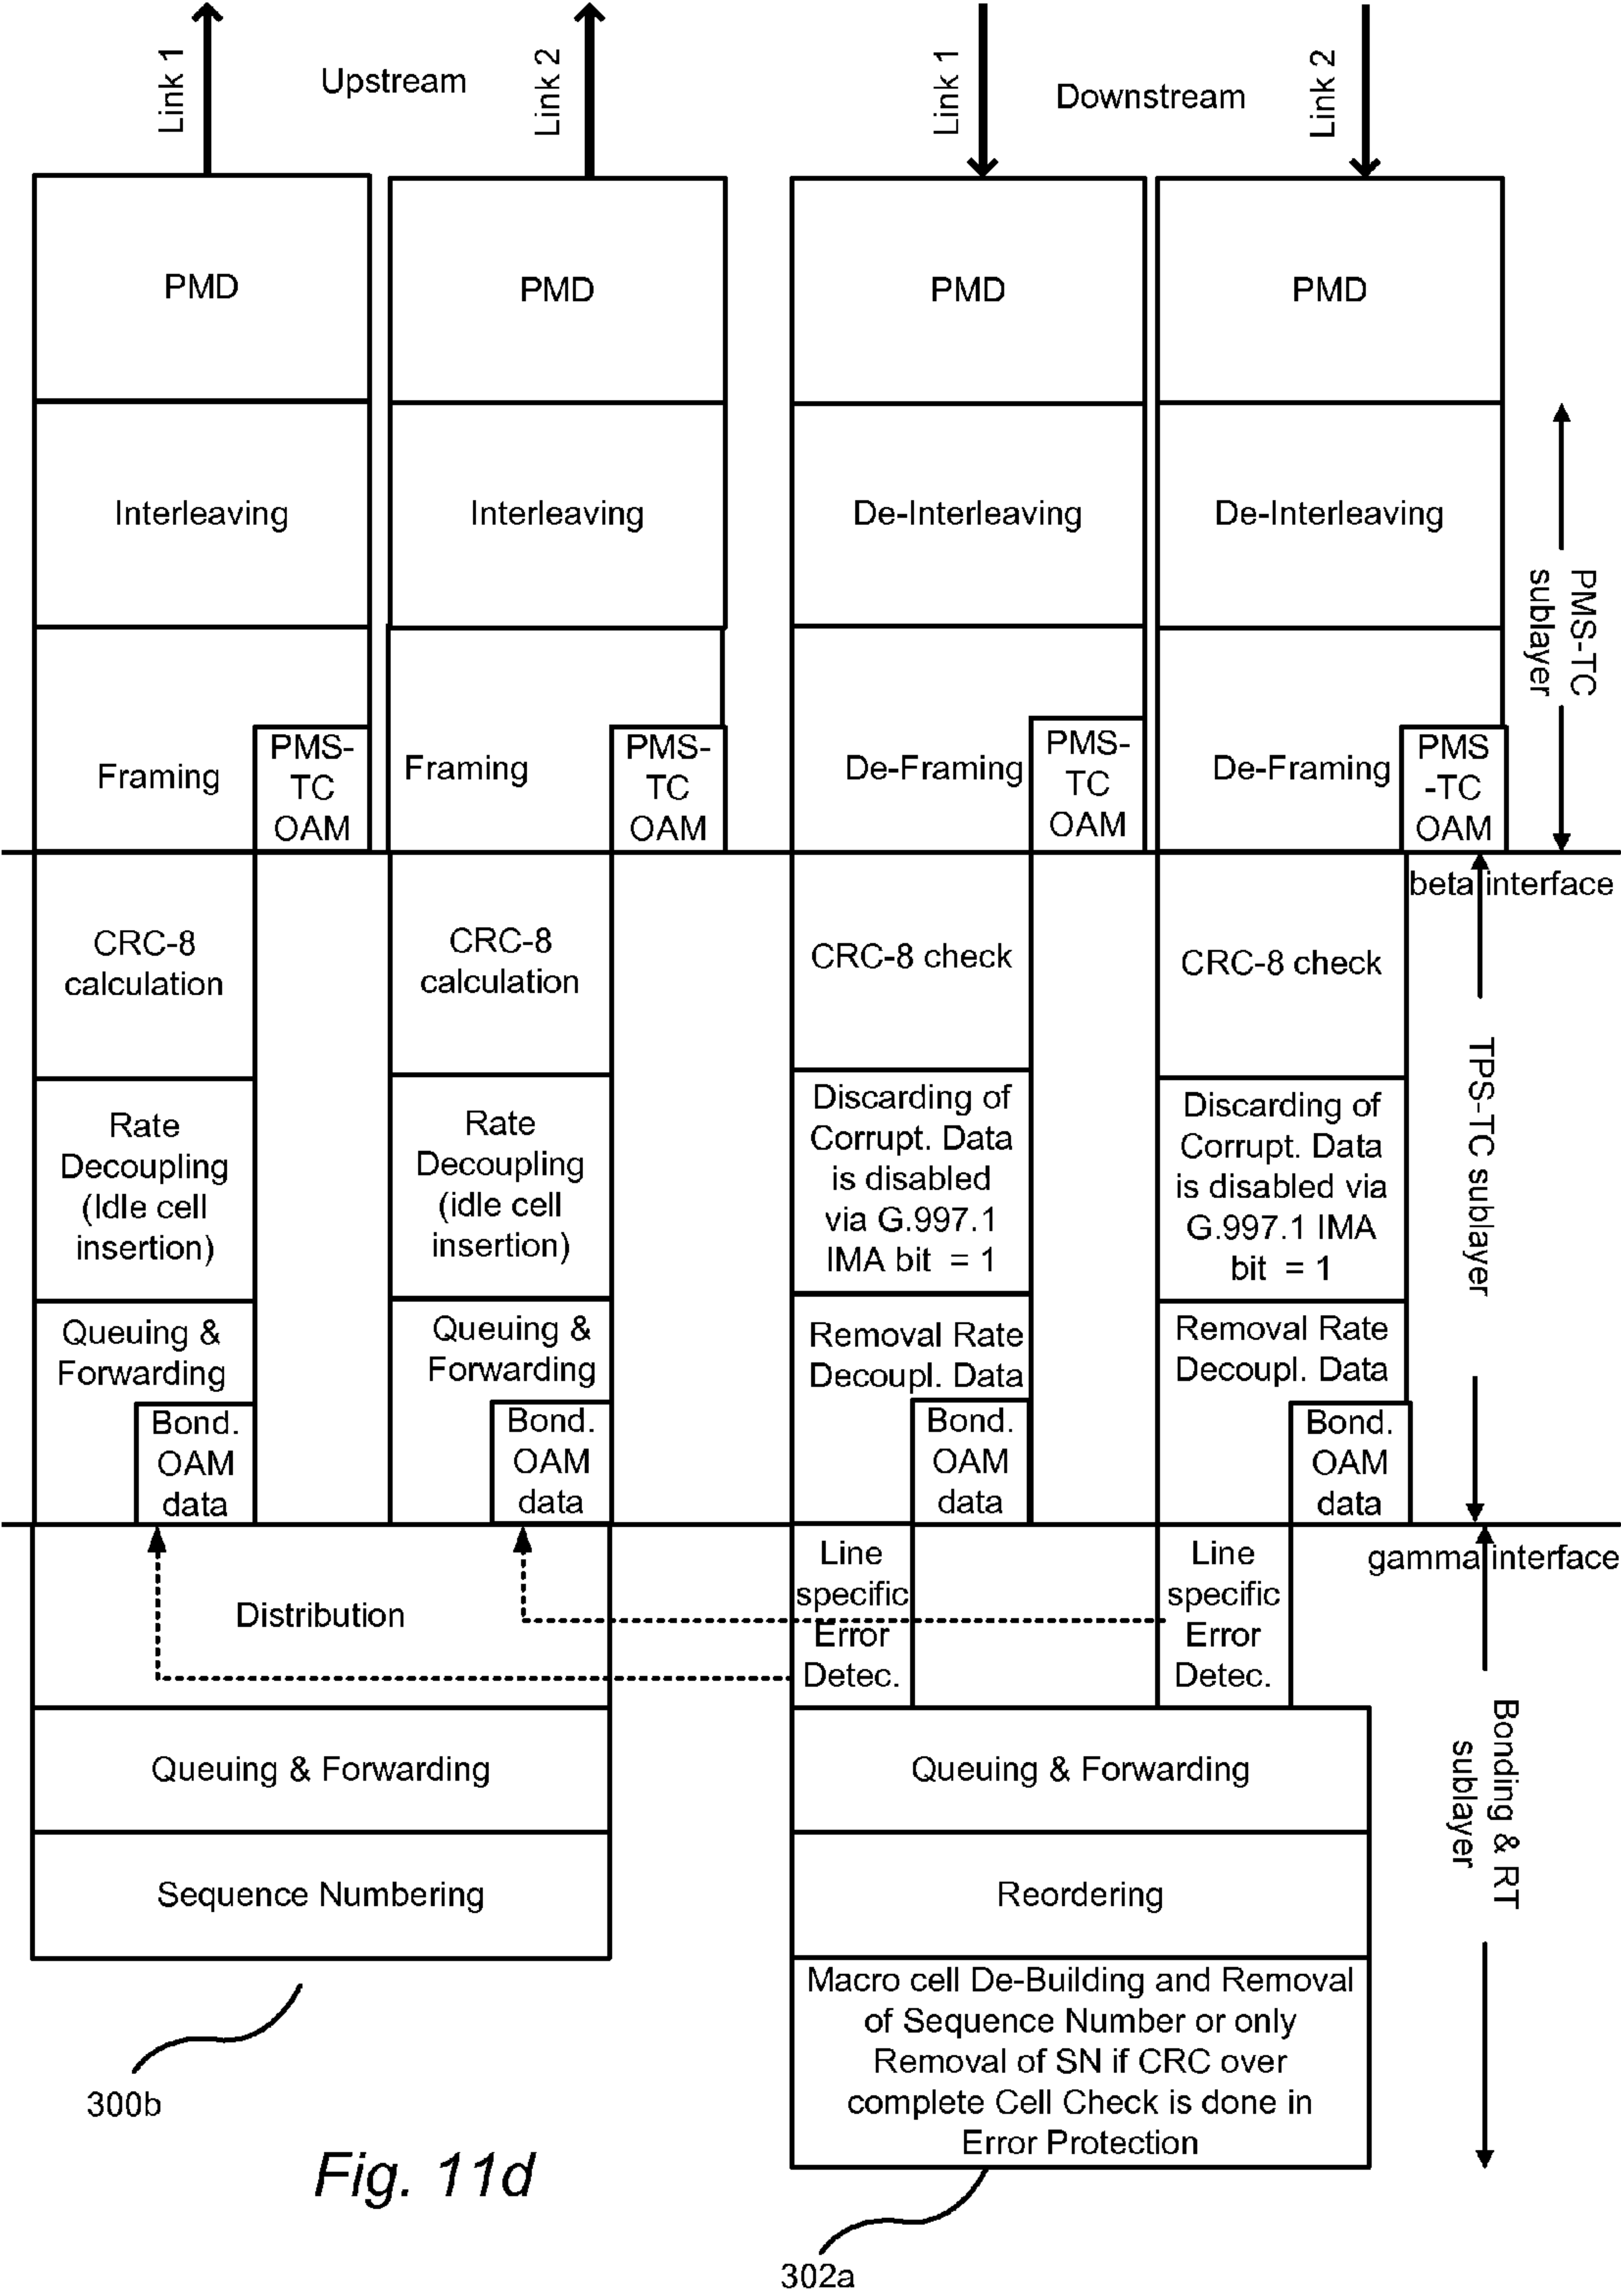 Link 1
Upstream
Link 2
Link 1
Downstream
Link 2
PMD
PMD
PMD
PMD
Interleaving
Interleaving
De-Interleaving
De-Interleaving
PMS-TC
sublayer
Framing
PMS-
TC
OAM
Framing
PMS-
TC
OAM
De-Framing
PMS-
TC
OAM
De-Framing
PMS
-TC
OAM
beta interface
CRC-8
calculation
CRC-8
calculation
CRC-8 check
CRC-8 check
TPS-TC sublayer
Rate
Decoupling
(Idle cell
insertion)
Rate
Decoupling
(idle cell
insertion)
Discarding of
Corrupt. Data
is disabled
via G.997.1
IMA bit = 1
Discarding of
Corrupt. Data
is disabled via
G.997.1 IMA
bit = 1
Queuing &
Forwarding
Queuing &
Forwarding
Removal Rate
Decoupl. Data
Removal Rate
Decoupl. Data
Bond.
OAM
data
Bond.
OAM
data
Bond.
OAM
data
Bond.
OAM
data
gamma interface
Distribution
Line
specific
Error
Detec.
Line
specific
Error
Detec.
Bonding & RT
sublayer
Queuing & Forwarding
Queuing & Forwarding
Sequence Numbering
Reordering
Macro cell De-Building and Removal
of Sequence Number or only
Removal of SN if CRC over
complete Cell Check is done in
Error Protection
300b
Fig. 11d
302a